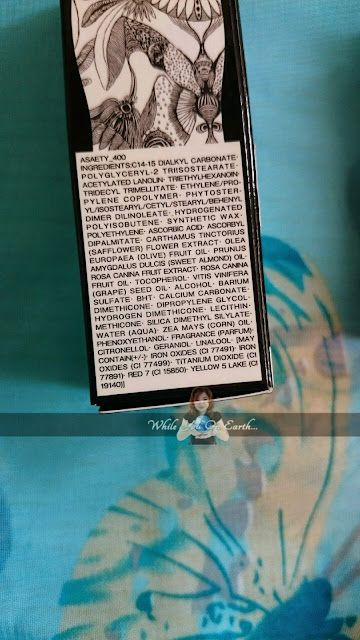 ASAETY_400
INGREDIENTS:C14-15 DIALKYL CARBONATE·
POLYGLYCERYL-2 TRIISOSTEARATE·
ACETYLATED LANOLIN· TRIETHYLHEXANOIN·
TRIDECYL TRIMELLITATE· ETHYLENE/PRO-
PYLENE COPOLYMER· PHYTOSTER-
YL/ISOSTEARYL/CETYL/STEARYL/BEHENYL
DIMER DILINOLEATE· HYDROGENATED
POLYISOBUTENE· SYNTHETIC WAX·
POLYETHYLENE· ASCORBIC ACID· ASCORBYL
DIPALMITATE· CARTHAMUS TINCTORIUS
(SAFFLOWER) FLOWER EXTRACT· OLEA
EUROPAEA (OLIVE) FRUIT OIL· PRUNUS
AMYGDALUS DULCIS (SWEET ALMOND) OIL·
ROSA CANINA FRUIT EXTRACT· ROSA CANINA
FRUIT OIL· TOCOPHEROL· VITIS VINIFERA
(GRAPE) SEED OIL· ALCOHOL· BARIUM
SULFATE· BHT· CALCIUM CARBONATE·
DIMETHICONE· DIPROPYLENE GLYCOL·
HYDROGEN DIMETHICONE· LECITHIN·
METHICONE· SILICA DIMETHYL SILYLATE·
WATER (AQUA)· ZEA MAYS (CORN) OIL·
PHENOXYETHANOL· FRAGRANCE (PARFUM)·
CITRONELLOL· GERANIOL· LINALOOL· [MAY
CONTAIN(+/-)· IRON OXIDES (CI 77491)· IRON
OXIDES (CI 77499)· TITANIUM DIOXIDE (CI
77891)· RED 7 (CI 15850)· YELLOW 5 LAKE (CI
19140)]
While You On Earth...